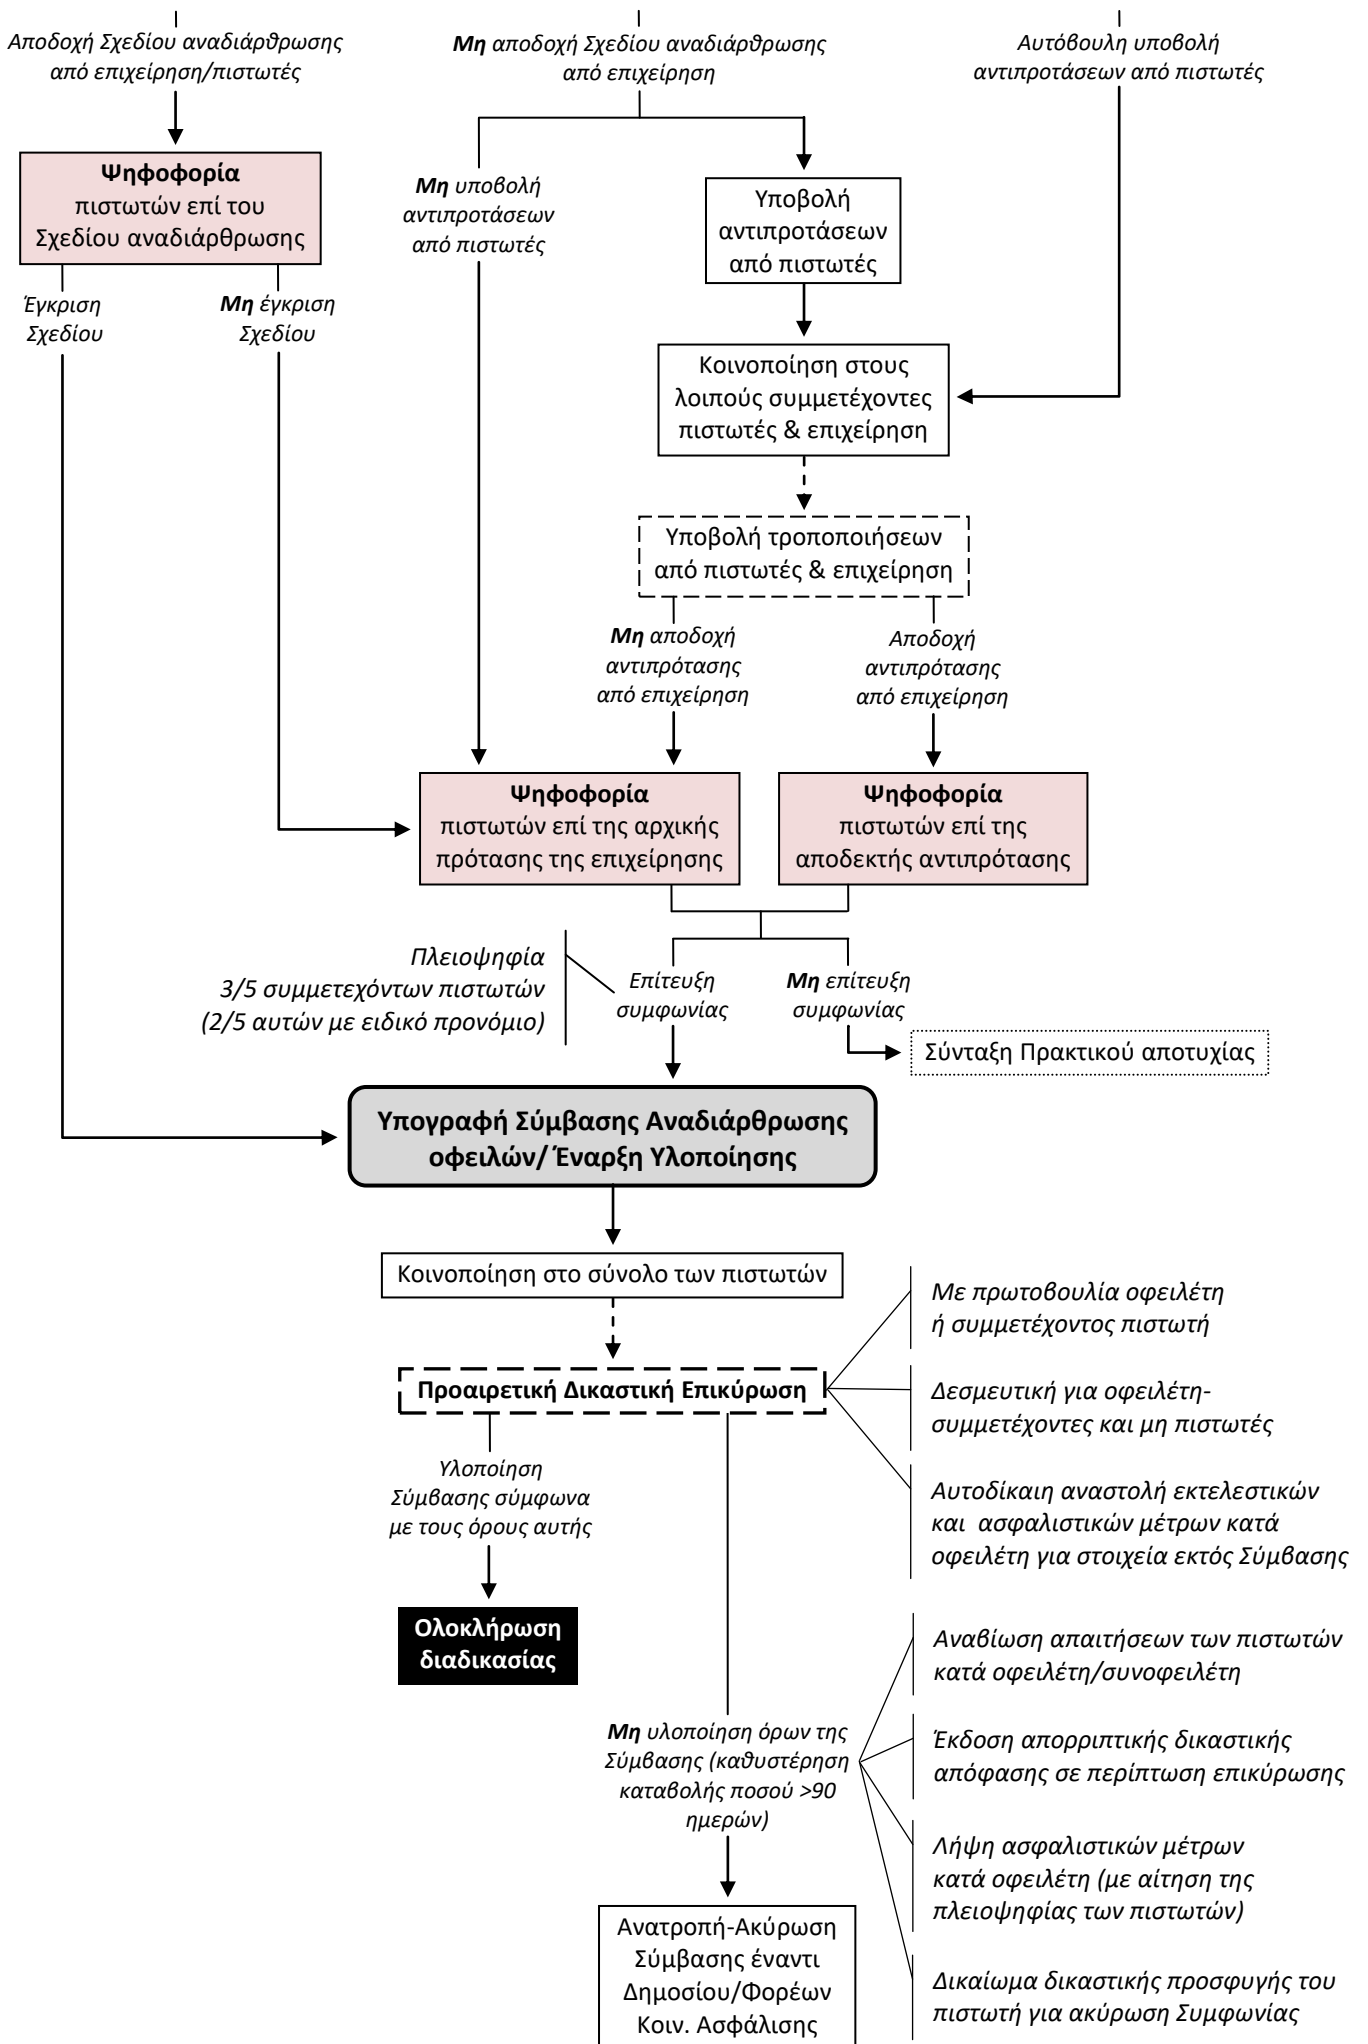 Αποδοχή Σχεδίου αναδιάρθρωσης
από επιχείρηση/πιστωτές
Μη αποδοχή Σχεδίου αναδιάρθρωσης
από επιχείρηση
Αυτόβουλη υποβολή
αντιπροτάσεων από πιστωτές
Ψηφοφορία
πιστωτών επί του
Σχεδίου αναδιάρθρωσης
Μη υποβολή
αντιπροτάσεων
από πιστωτές
Υποβολή
αντιπροτάσεων
από πιστωτές
Έγκριση
Σχεδίου
Μη έγκριση
Σχεδίου
Κοινοποίηση στους
λοιπούς συμμετέχοντες
πιστωτές & επιχείρηση
Υποβολή τροποποιήσεων
από πιστωτές & επιχείρηση
Μη αποδοχή
αντιπρότασης
από επιχείρηση
Αποδοχή
αντιπρότασης
από επιχείρηση
Ψηφοφορία
πιστωτών επί της αρχικής
πρότασης της επιχείρησης
Ψηφοφορία
πιστωτών επί της
αποδεκτής αντιπρότασης
Πλειοψηφία
3/5 συμμετεχόντων πιστωτών
(2/5 αυτών με ειδικό προνόμιο)
Επίτευξη
συμφωνίας
Μη επίτευξη
συμφωνίας
Σύνταξη Πρακτικού αποτυχίας
Υπογραφή Σύμβασης Αναδιάρθρωσης
οφειλών/ Έναρξη Υλοποίησης
Κοινοποίηση στο σύνολο των πιστωτών
Με πρωτοβουλία οφειλέτη
ή συμμετέχοντος πιστωτή
Προαιρετική Δικαστική Επικύρωση
Δεσμευτική για οφειλέτη-
συμμετέχοντες και μη πιστωτές
Υλοποίηση
Σύμβασης σύμφωνα
με τους όρους αυτής
Αυτοδίκαιη αναστολή εκτελεστικών
και ασφαλιστικών μέτρων κατά
οφειλέτη για στοιχεία εκτός Σύμβασης
Ολοκλήρωση
διαδικασίας
Αναβίωση απαιτήσεων των πιστωτών
κατά οφειλέτη/συνοφειλέτη
Μη υλοποίηση όρων της
Σύμβασης (καθυστέρηση
καταβολής ποσού >90
ημερών)
Έκδοση απορριπτικής δικαστικής
απόφασης σε περίπτωση επικύρωσης
Λήψη ασφαλιστικών μέτρων
κατά οφειλέτη (με αίτηση της
πλειοψηφίας των πιστωτών)
Ανατροπή-Ακύρωση
Σύμβασης έναντι
Δημοσίου/Φορέων
Κοιν. Ασφάλισης
Δικαίωμα δικαστικής προσφυγής του
πιστωτή για ακύρωση Συμφωνίας